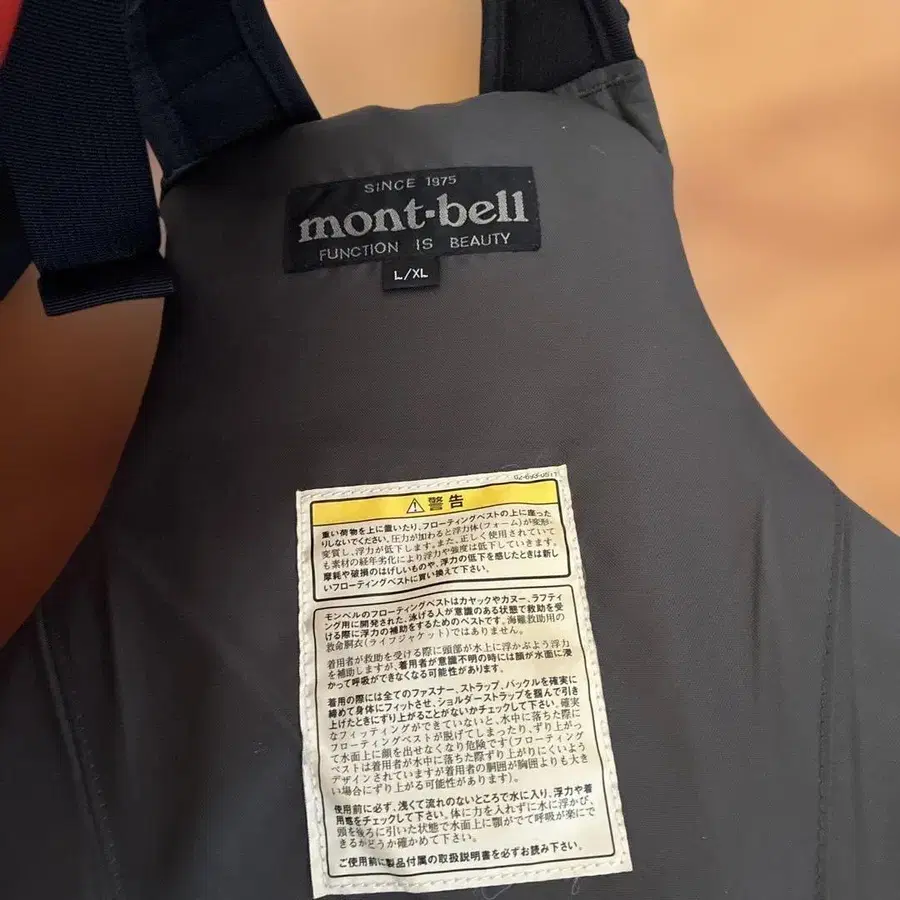 SINCE 1975
mont-bell
FUNCTION IS BEAUTY
L/XL
警告
重い荷物を上に置いたり、フローティングベストの上に座った
りしないでください。圧力が加わると浮力体(フォーム)が変形・
変質し、浮力が低下します。また、正しく使用されていて
も素材の経年劣化により浮力や強度は低下していきます。
摩耗や破損のはげしいものや、浮力の低下を感じたときは新し
いフローティングベストに買い換えて下さい。
モンベルのフローティングベストはカヤックやカヌー、ラフティ
ング用に開発された、泳げる人が意識のある状態で救助を受
ける際に浮力の補助をするためのベストです。海難救助用の
救命胴衣(ライフジャケット)ではありません。
着用者が救助を受ける際に頭部が水上に浮かぶよう浮力
を補助しますが、着用者が意識不明の時には顔が水面に浸
かって呼吸ができなくなる可能性があります。
着用の際には全てのファスナー、ストラップ、バックルを確実に
締めて身体にフィットさせ、ショルダーストラップを掴んで引き
上げたときにずり上がることがないかチェックして下さい。確実
なフィッティングができていないと、水中に落ちた際に
フローティングベストが脱げてしまったり、ずり上がっ
て水面上に顔を出せなくなり危険です(フローティング
ベストは着用者が水中に落ちた際ずり上がりにくいよう
デザインされていますが着用者の胴囲が胸囲よりも大き
い場合にずり上がる可能性があります)。
使用前に必ず、浅くて流れのないところで水に入り、浮力や着
用感をチェックして下さい。体に力を入れずに水に浮かび、
頭を後ろに引いた状態で水面上に顎がでて呼吸が楽にで
きるかどうか確かめて下さい。
ご使用前に製品付属の取扱説明書を必ずお読み下さい。